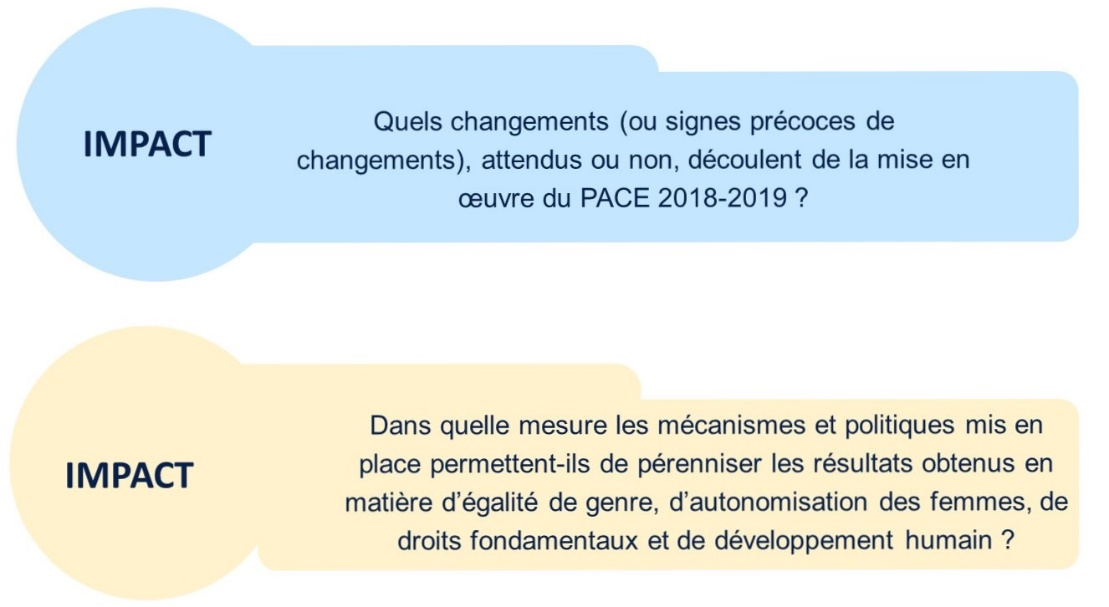 IMPACT
Quels changements (ou signes précoces de
changements), attendus ou non, découlent de la mise en
œuvre du PACE 2018-2019 ?
IMPACT
Dans quelle mesure les mécanismes et politiques mis en
place permettent-ils de pérenniser les résultats obtenus en
matière d’égalité de genre, d’autonomisation des femmes, de
droits fondamentaux et de développement humain ?